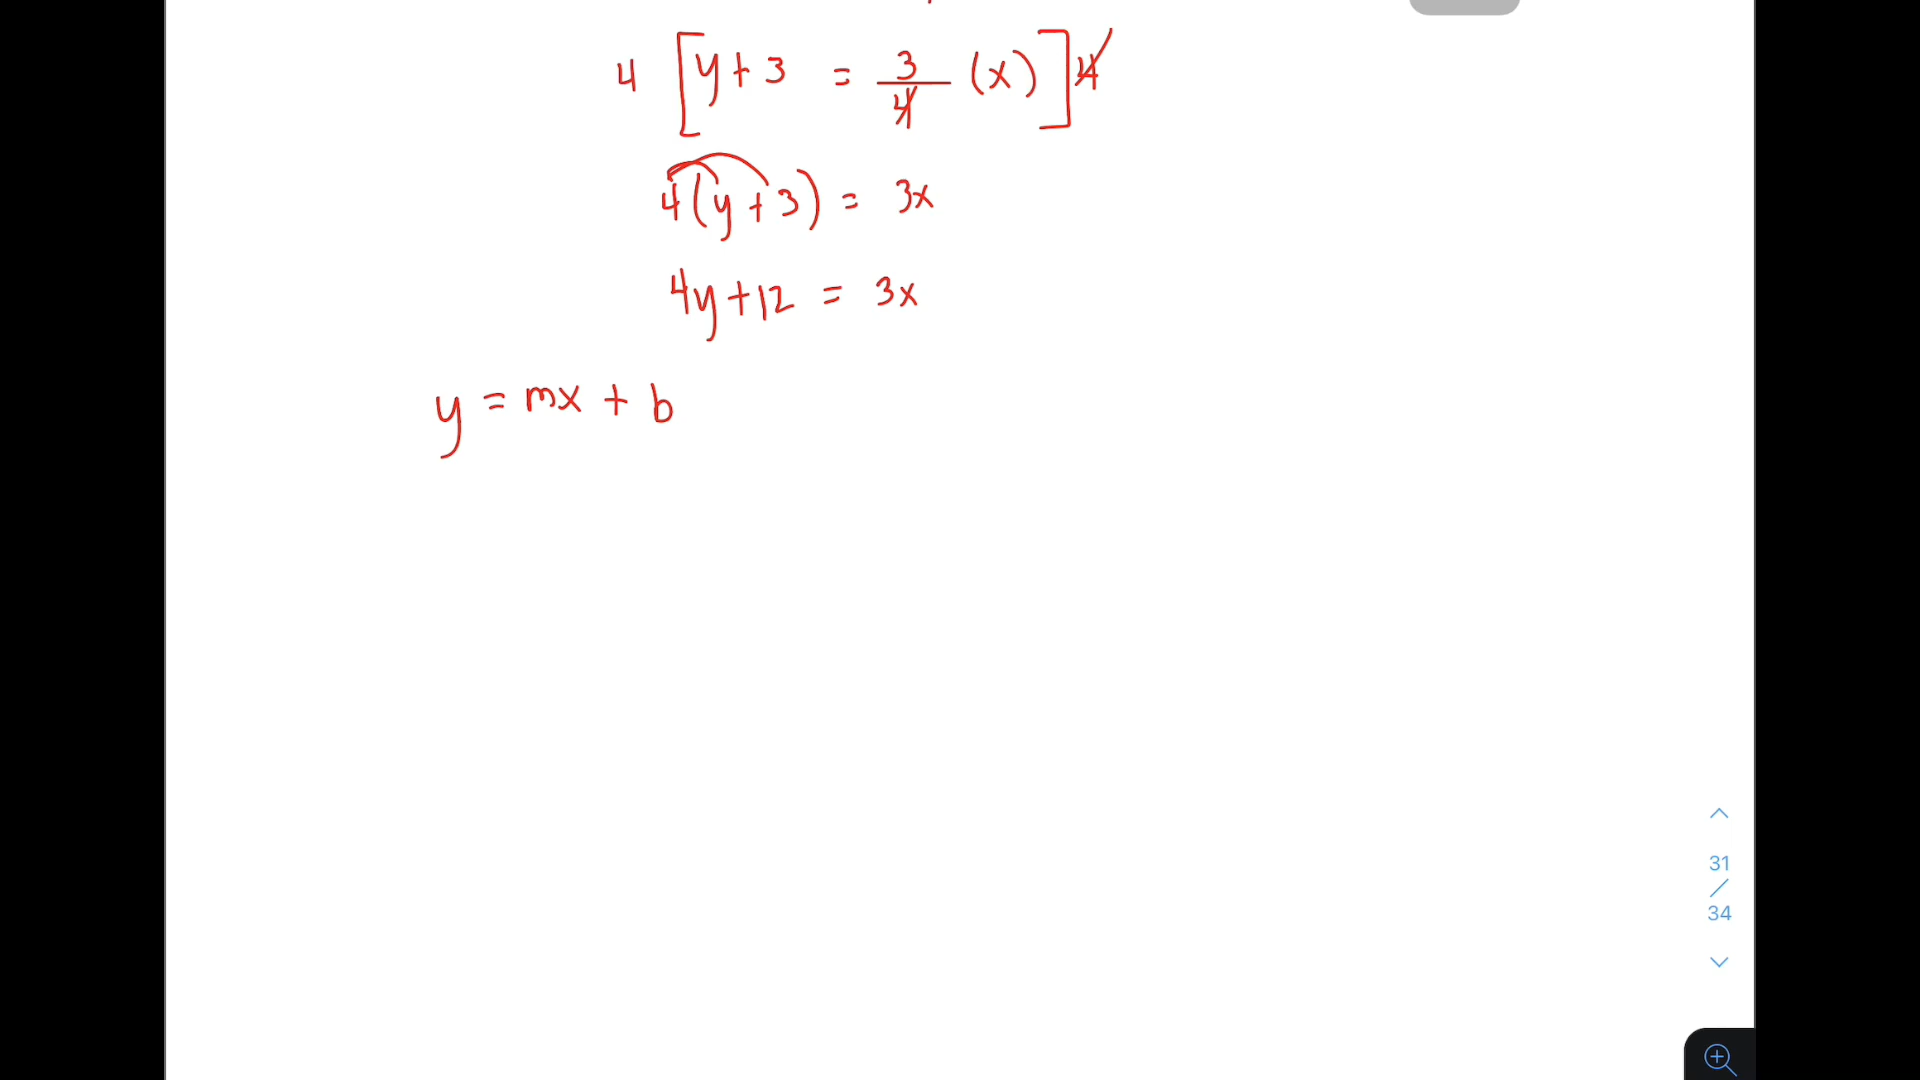 4 [y + 3 = 3/4 (x)] 4
4(y + 3) = 3x
4y + 12 = 3x
y = mx + b
31
/
34